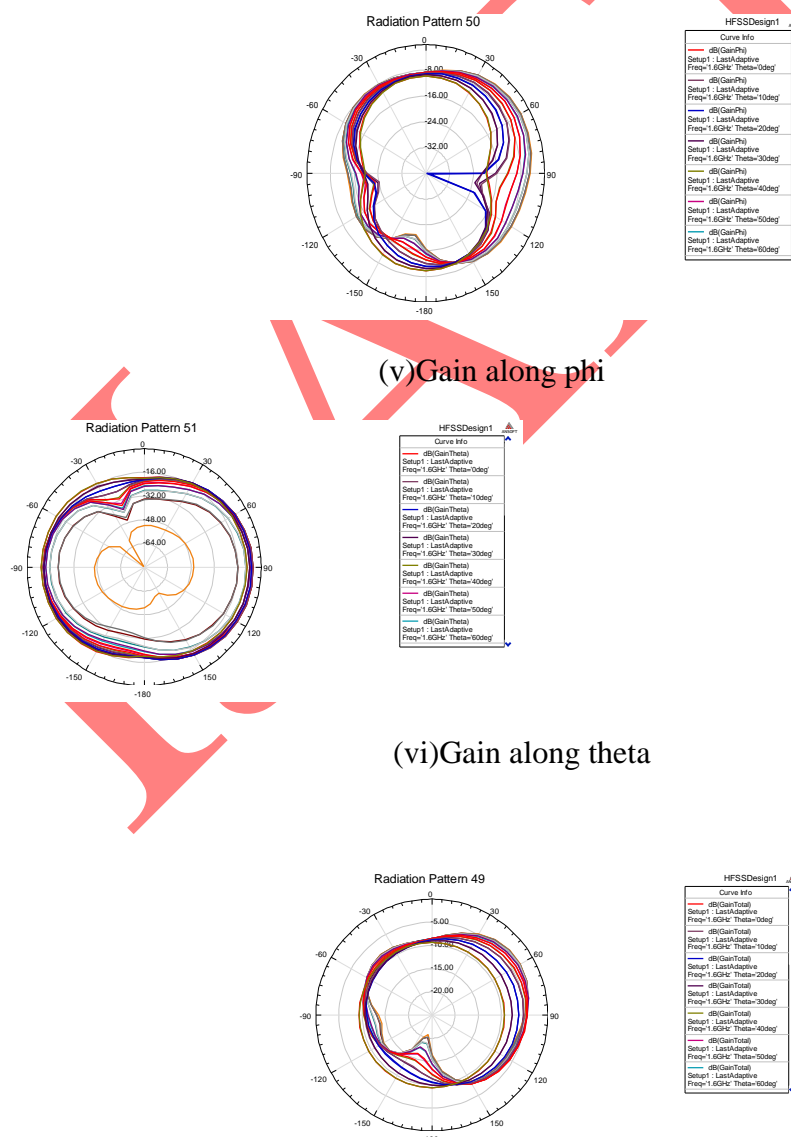 Radiation Pattern 50
HFSSDesign1
0
-30
30
-8.00
-60
60
-16.00
-24.00
-32.00
-90
90
-120
120
-150
150
-180
Curve Info
dB(GainPhi)
Setup1 : LastAdaptive
Freq='1.6GHz' Theta='0deg'
dB(GainPhi)
Setup1 : LastAdaptive
Freq='1.6GHz' Theta='10deg'
dB(GainPhi)
Setup1 : LastAdaptive
Freq='1.6GHz' Theta='20deg'
dB(GainPhi)
Setup1 : LastAdaptive
Freq='1.6GHz' Theta='30deg'
dB(GainPhi)
Setup1 : LastAdaptive
Freq='1.6GHz' Theta='40deg'
dB(GainPhi)
Setup1 : LastAdaptive
Freq='1.6GHz' Theta='50deg'
dB(GainPhi)
Setup1 : LastAdaptive
Freq='1.6GHz' Theta='60deg'
(v)Gain along phi
Radiation Pattern 51
HFSSDesign1
ANSOFT
0
-30
30
-16.00
-60
60
-32.00
-48.00
-64.00
-90
90
-120
120
-150
150
-180
Curve Info
dB(GainTheta)
Setup1 : LastAdaptive
Freq='1.6GHz' Theta='0deg'
dB(GainTheta)
Setup1 : LastAdaptive
Freq='1.6GHz' Theta='10deg'
dB(GainTheta)
Setup1 : LastAdaptive
Freq='1.6GHz' Theta='20deg'
dB(GainTheta)
Setup1 : LastAdaptive
Freq='1.6GHz' Theta='30deg'
dB(GainTheta)
Setup1 : LastAdaptive
Freq='1.6GHz' Theta='40deg'
dB(GainTheta)
Setup1 : LastAdaptive
Freq='1.6GHz' Theta='50deg'
dB(GainTheta)
Setup1 : LastAdaptive
Freq='1.6GHz' Theta='60deg'
(vi)Gain along theta
Radiation Pattern 49
HFSSDesign1
0
-30
30
-5.00
-60
60
-10.00
-15.00
-20.00
-90
90
-120
120
-150
150
Curve Info
dB(GainTotal)
Setup1 : LastAdaptive
Freq='1.6GHz' Theta='0deg'
dB(GainTotal)
Setup1 : LastAdaptive
Freq='1.6GHz' Theta='10deg'
dB(GainTotal)
Setup1 : LastAdaptive
Freq='1.6GHz' Theta='20deg'
dB(GainTotal)
Setup1 : LastAdaptive
Freq='1.6GHz' Theta='30deg'
dB(GainTotal)
Setup1 : LastAdaptive
Freq='1.6GHz' Theta='40deg'
dB(GainTotal)
Setup1 : LastAdaptive
Freq='1.6GHz' Theta='50deg'
dB(GainTotal)
Setup1 : LastAdaptive
Freq='1.6GHz' Theta='60deg'